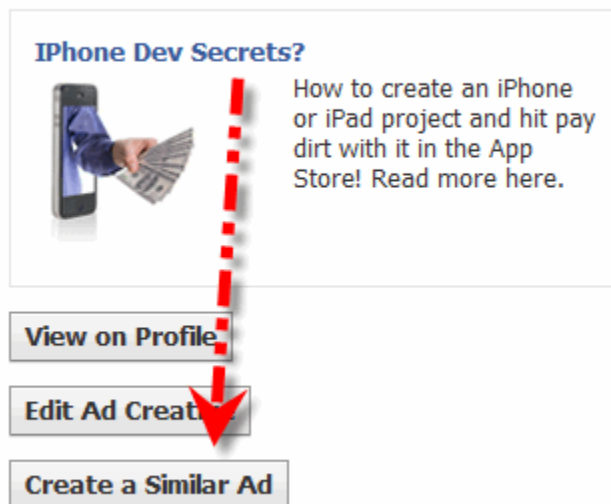 IPhone Dev Secrets?
How to create an iPhone
or iPad project and hit pay
dirt with it in the App
Store! Read more here.
View on Profile
Edit Ad Creative
Create a Similar Ad